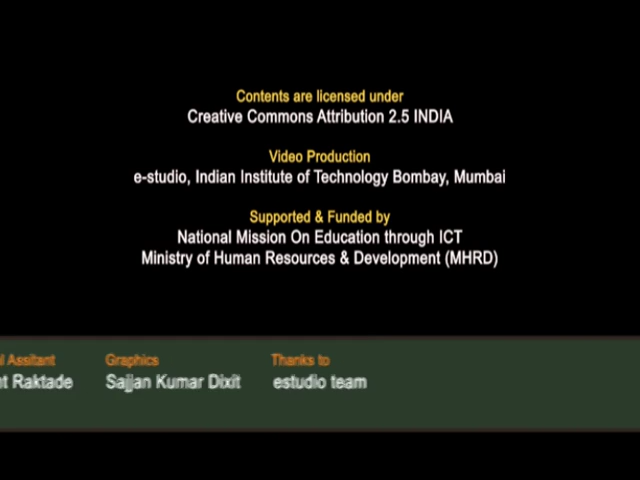 Contents are licensed under
Creative Commons Attribution 2.5 INDIA
Video Production
e-studio, Indian Institute of Technology Bombay, Mumbai
Supported & Funded by
National Mission On Education through ICT
Ministry of Human Resources & Development (MHRD)
Assitant
Raktade
Graphics
Sajjan Kumar Dixit
Thanks to
estudio team